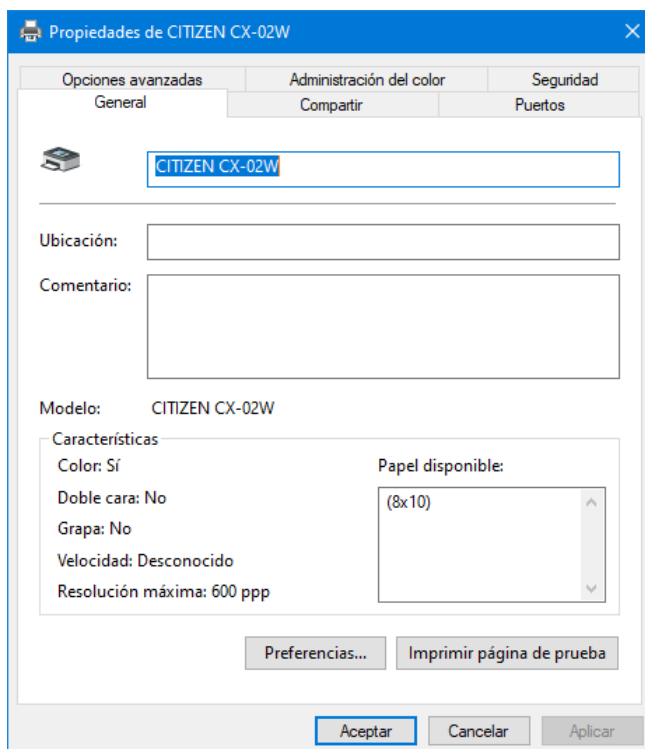 Propiedades de CITIZEN CX-02W
Opciones avanzadas Administración del color Seguridad
General Compartir Puertos
CITIZEN CX-02W
Ubicación:
Comentario:
Modelo: CITIZEN CX-02W
Características
Color: Sí Papel disponible:
Doble cara: No (8x10)
Grapa: No
Velocidad: Desconocido
Resolución máxima: 600 ppp
Preferencias... Imprimir página de prueba
Aceptar Cancelar Aplicar